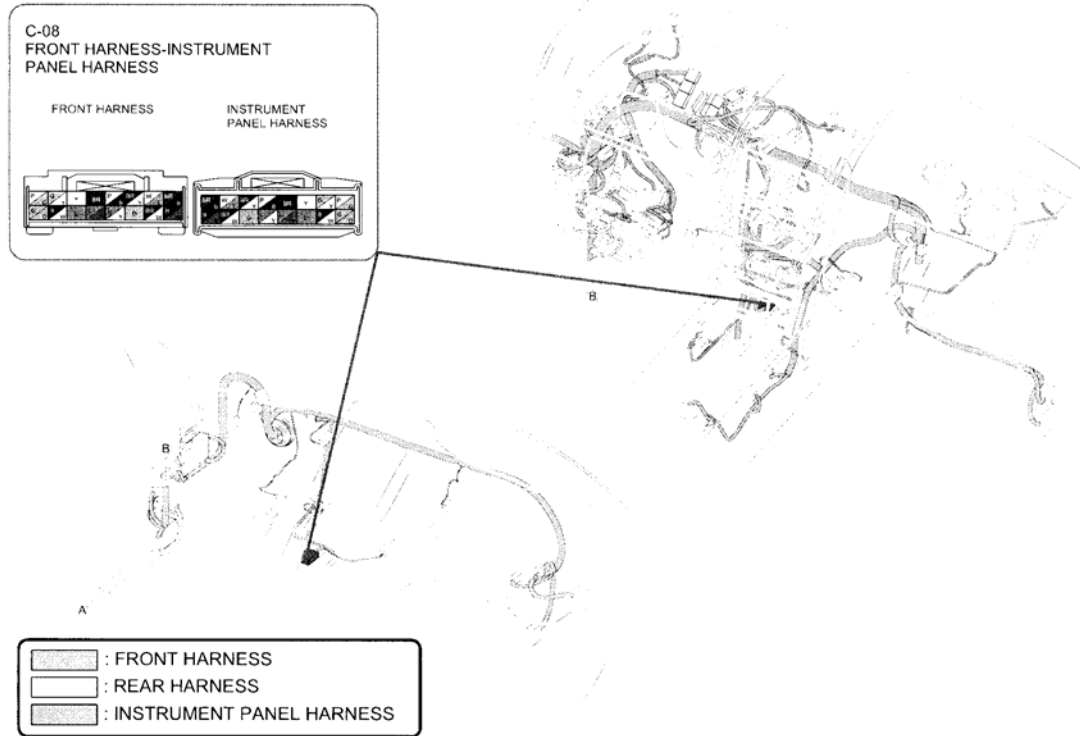 C-08
FRONT HARNESS-INSTRUMENT
PANEL HARNESS
FRONT HARNESS
INSTRUMENT
PANEL HARNESS
B
B
A
: FRONT HARNESS
: REAR HARNESS
: INSTRUMENT PANEL HARNESS